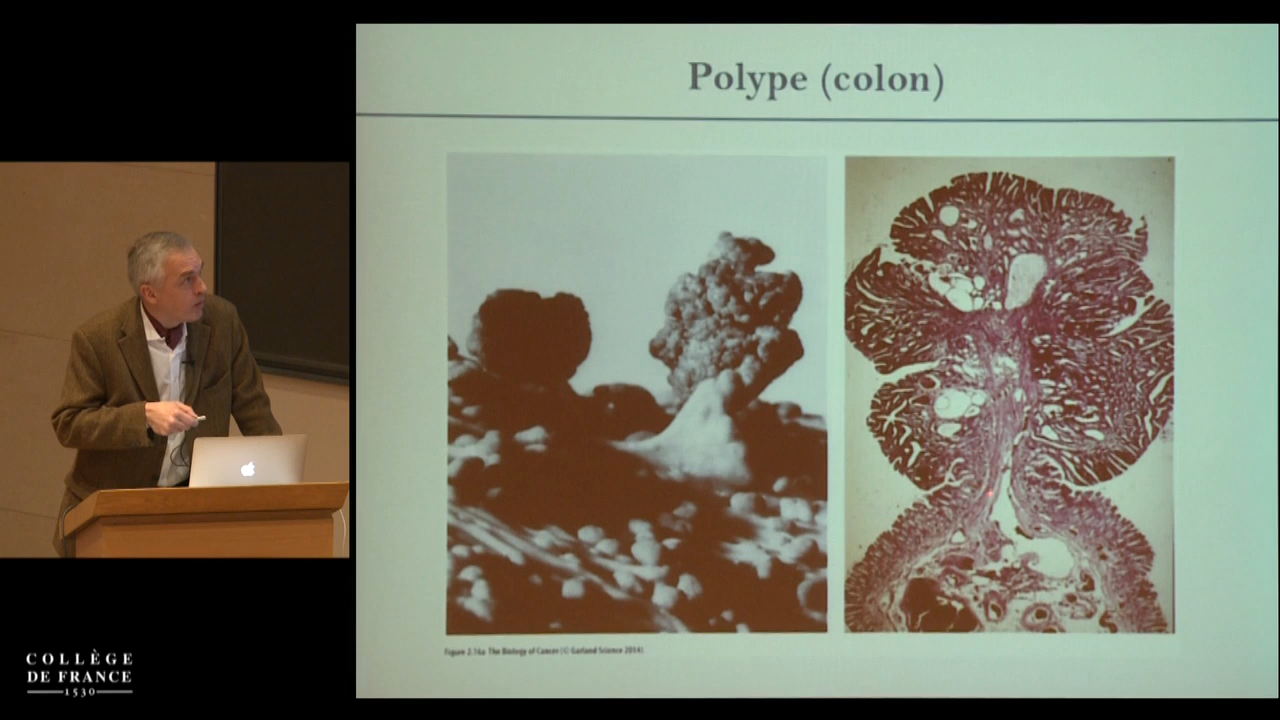 Polype (colon)
Figure 2.16a The Biology of Cancer (© Garland Science 2014)
COLLÈGE
DE FRANCE
1530